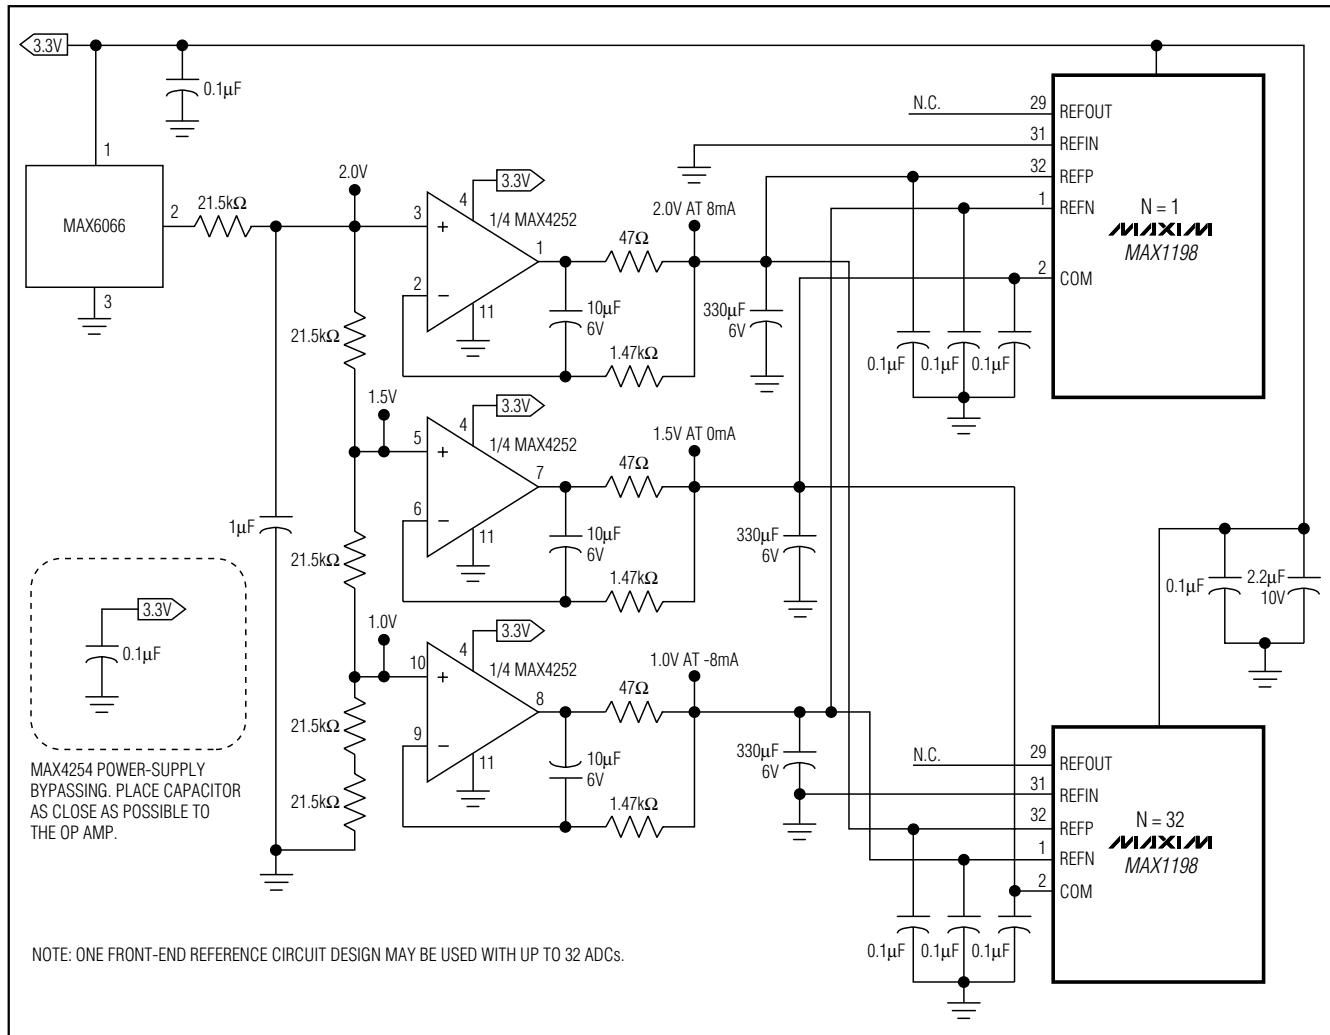 3.3V
0.1µF
N.C.
29 REFOUT
31 REFIN
32 REFP
1 REFN
2 COM
N = 1
MAXIM
MAX1198
1
MAX6066
2
3
21.5kΩ
2.0V
3
2
4
3.3V
1/4 MAX4252
1
11
47Ω
2.0V AT 8mA
10µF
6V
1.47kΩ
330µF
6V
0.1µF
0.1µF
0.1µF
21.5kΩ
1.5V
5
6
4
3.3V
1/4 MAX4252
7
11
47Ω
1.5V AT 0mA
10µF
6V
1.47kΩ
330µF
6V
1µF
21.5kΩ
0.1µF
2.2µF
10V
3.3V
0.1µF
MAX4254 POWER-SUPPLY
BYPASSING. PLACE CAPACITOR
AS CLOSE AS POSSIBLE TO
THE OP AMP.
1.0V
10
9
4
3.3V
1/4 MAX4252
8
11
47Ω
1.0V AT -8mA
10µF
6V
1.47kΩ
330µF
6V
21.5kΩ
21.5kΩ
N.C.
29 REFOUT
31 REFIN
32 REFP
1 REFN
2 COM
N = 32
MAXIM
MAX1198
0.1µF
0.1µF
0.1µF
NOTE: ONE FRONT-END REFERENCE CIRCUIT DESIGN MAY BE USED WITH UP TO 32 ADCs.